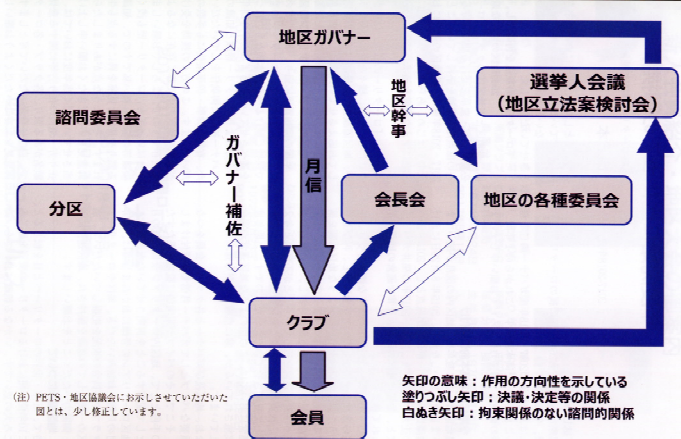 地区ガバナー
選挙人会議
(地区立法案検討会)
諮問委員会
地区幹事
ガバナー補佐
月信
分区
会長会
地区の各種委員会
クラブ
会員
(注) PETS・地区協議会にお示しさせていただいた
図とは、少し修正しています。
矢印の意味:作用の方向性を示している
塗りつぶし矢印:決議・決定等の関係
白ぬき矢印:拘束関係のない諮問的関係